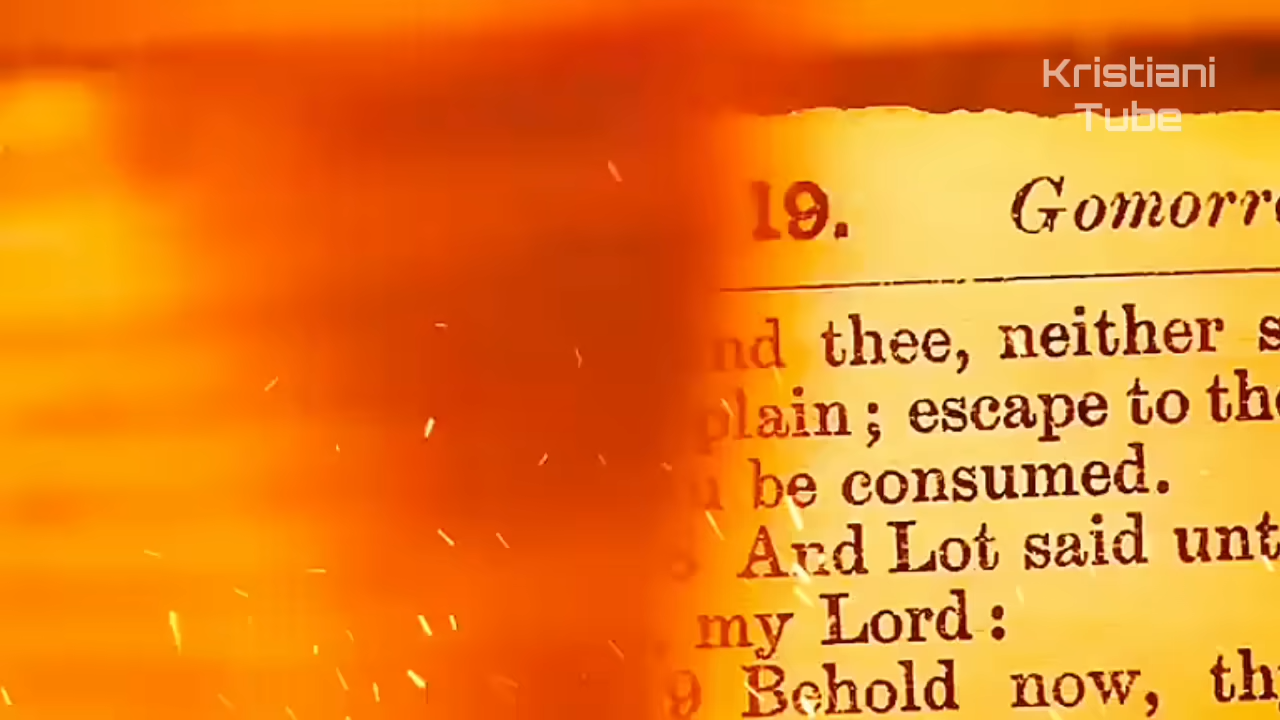 Kristiani
Tube
19. Gomorr
nd thee, neither s
plain; escape to the
u be consumed.
And Lot said unt
my Lord:
9 Behold now, th